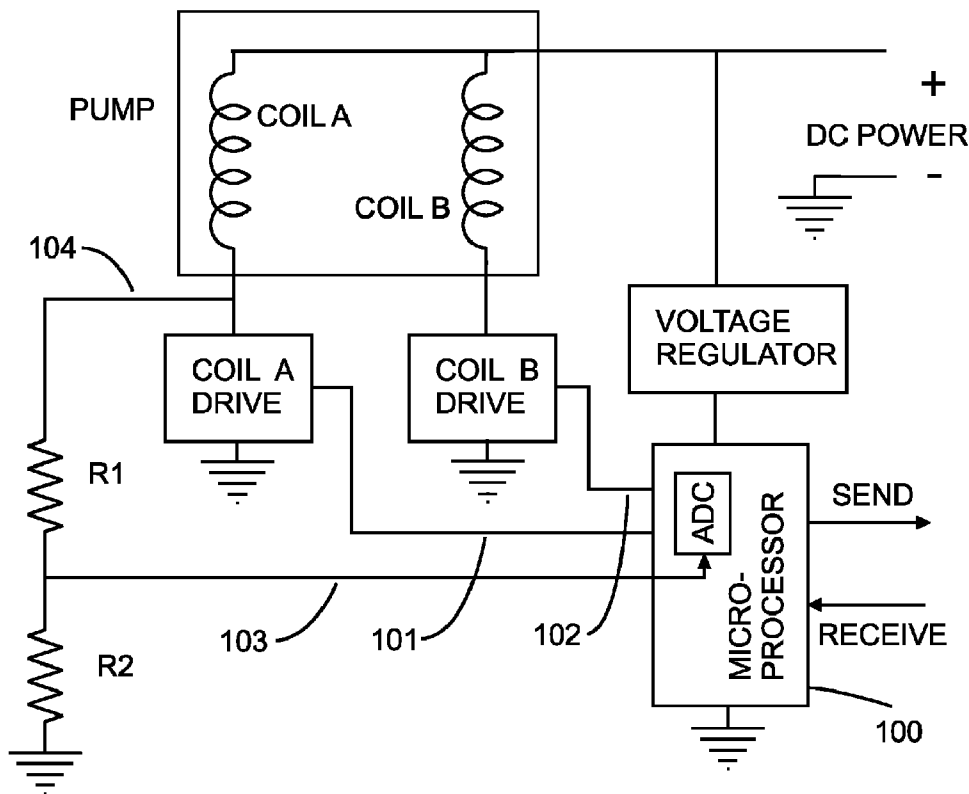 PUMP
COIL A
COIL B
+
DC POWER
-
104
COIL A
DRIVE
COIL B
DRIVE
VOLTAGE
REGULATOR
R1
ADC
MICRO-
PROCESSOR
SEND
RECEIVE
103
101
102
R2
100